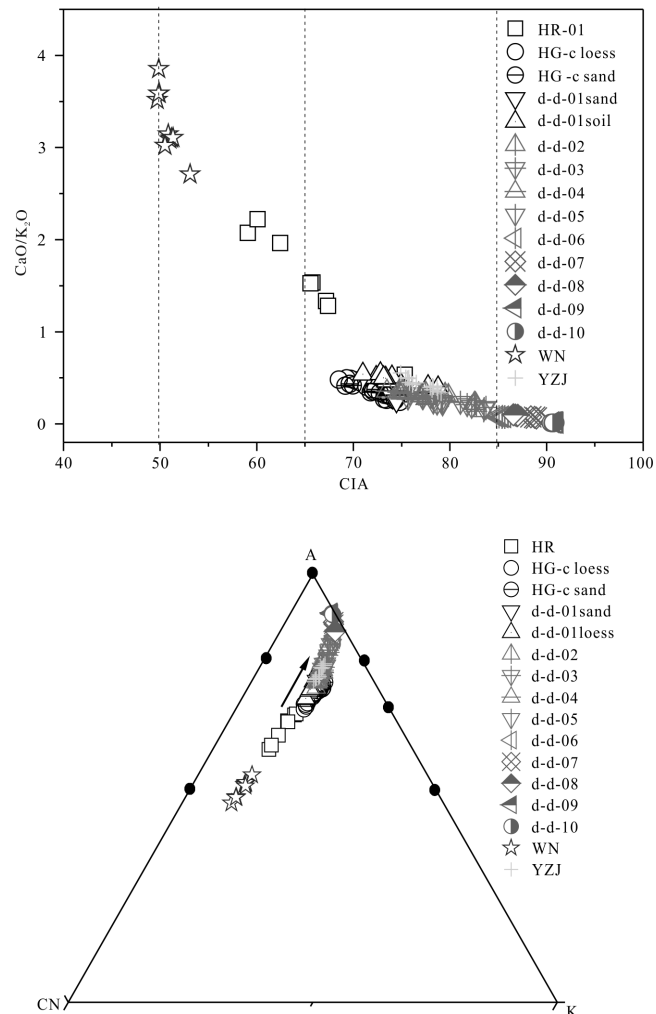 4
3
2
1
0
CaO/K₂O
40
50
60
70
80
90
100
CIA
HR-01
HG-c loess
HG -c sand
d-d-01sand
d-d-01soil
d-d-02
d-d-03
d-d-04
d-d-05
d-d-06
d-d-07
d-d-08
d-d-09
d-d-10
WN
YZJ
A
CN
K
HR
HG-c loess
HG-c sand
d-d-01sand
d-d-01loess
d-d-02
d-d-03
d-d-04
d-d-05
d-d-06
d-d-07
d-d-08
d-d-09
d-d-10
WN
YZJ